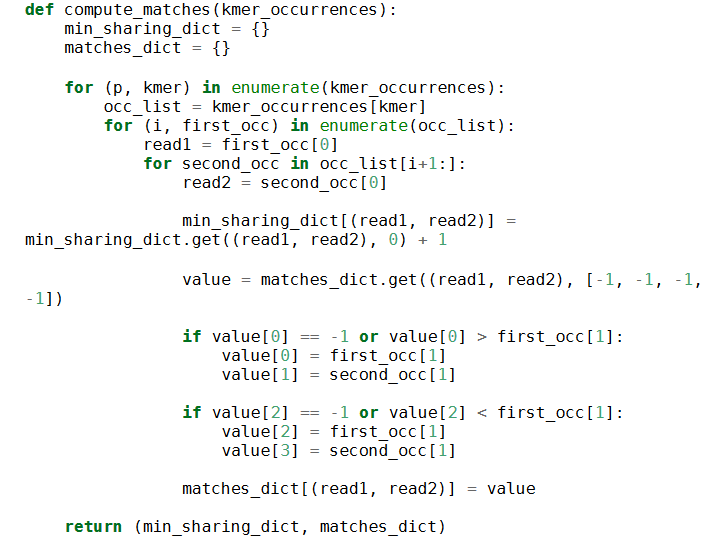 def compute_matches(kmer_occurrences):
    min_sharing_dict = {}
    matches_dict = {}

    for (p, kmer) in enumerate(kmer_occurrences):
        occ_list = kmer_occurrences[kmer]
        for (i, first_occ) in enumerate(occ_list):
            read1 = first_occ[0]
            for second_occ in occ_list[i+1:]:
                read2 = second_occ[0]

                min_sharing_dict[(read1, read2)] =
min_sharing_dict.get((read1, read2), 0) + 1

                value = matches_dict.get((read1, read2), [-1, -1, -1,
-1])

                if value[0] == -1 or value[0] > first_occ[1]:
                    value[0] = first_occ[1]
                    value[1] = second_occ[1]

                if value[2] == -1 or value[2] < first_occ[1]:
                    value[2] = first_occ[1]
                    value[3] = second_occ[1]

                matches_dict[(read1, read2)] = value

    return (min_sharing_dict, matches_dict)